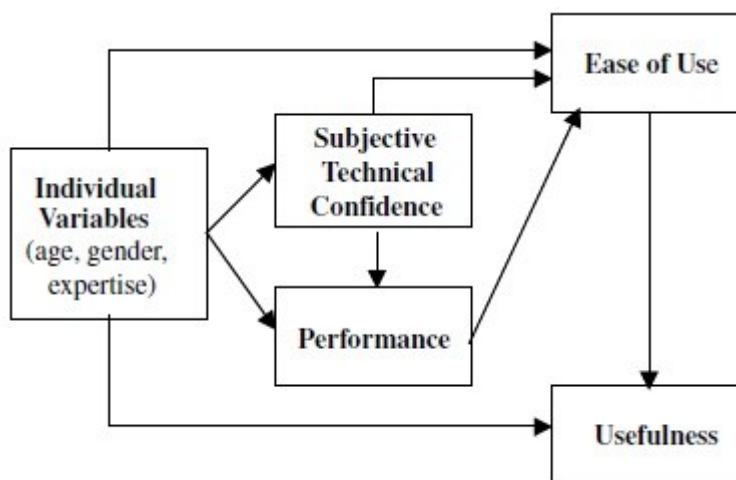 Ease of Use
Subjective
Technical
Confidence
Individual
Variables
(age, gender,
expertise)
Performance
Usefulness